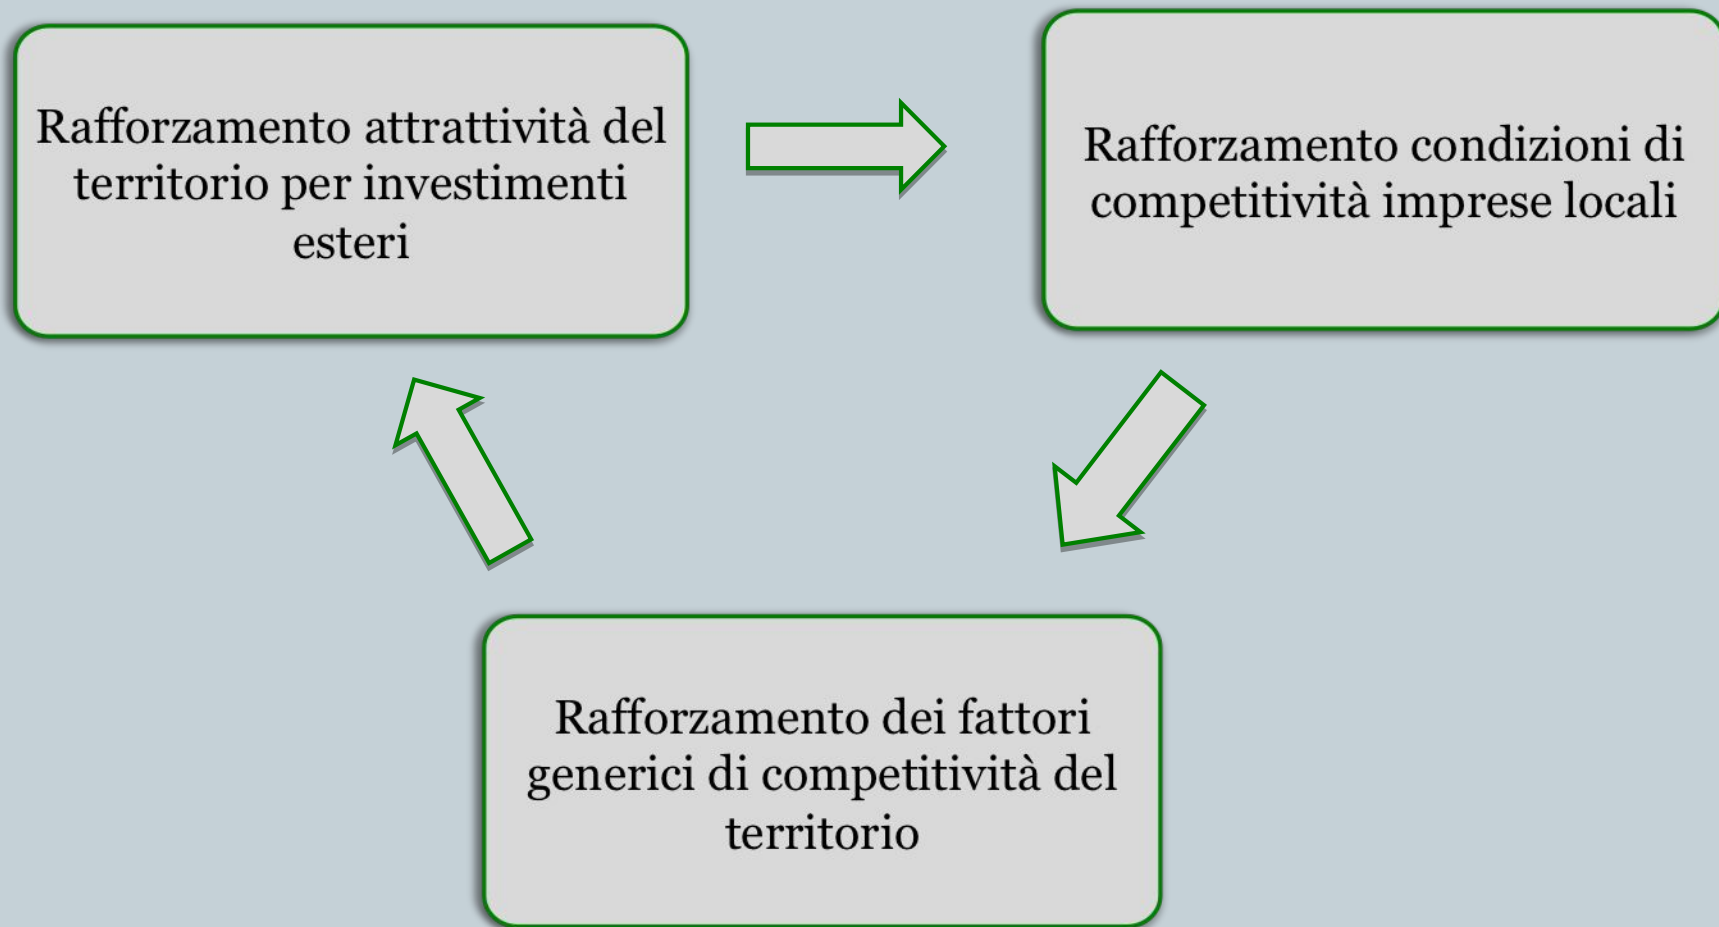 Rafforzamento attrattività del
territorio per investimenti
esteri
Rafforzamento condizioni di
competitività imprese locali
Rafforzamento dei fattori
generici di competitività del
territorio